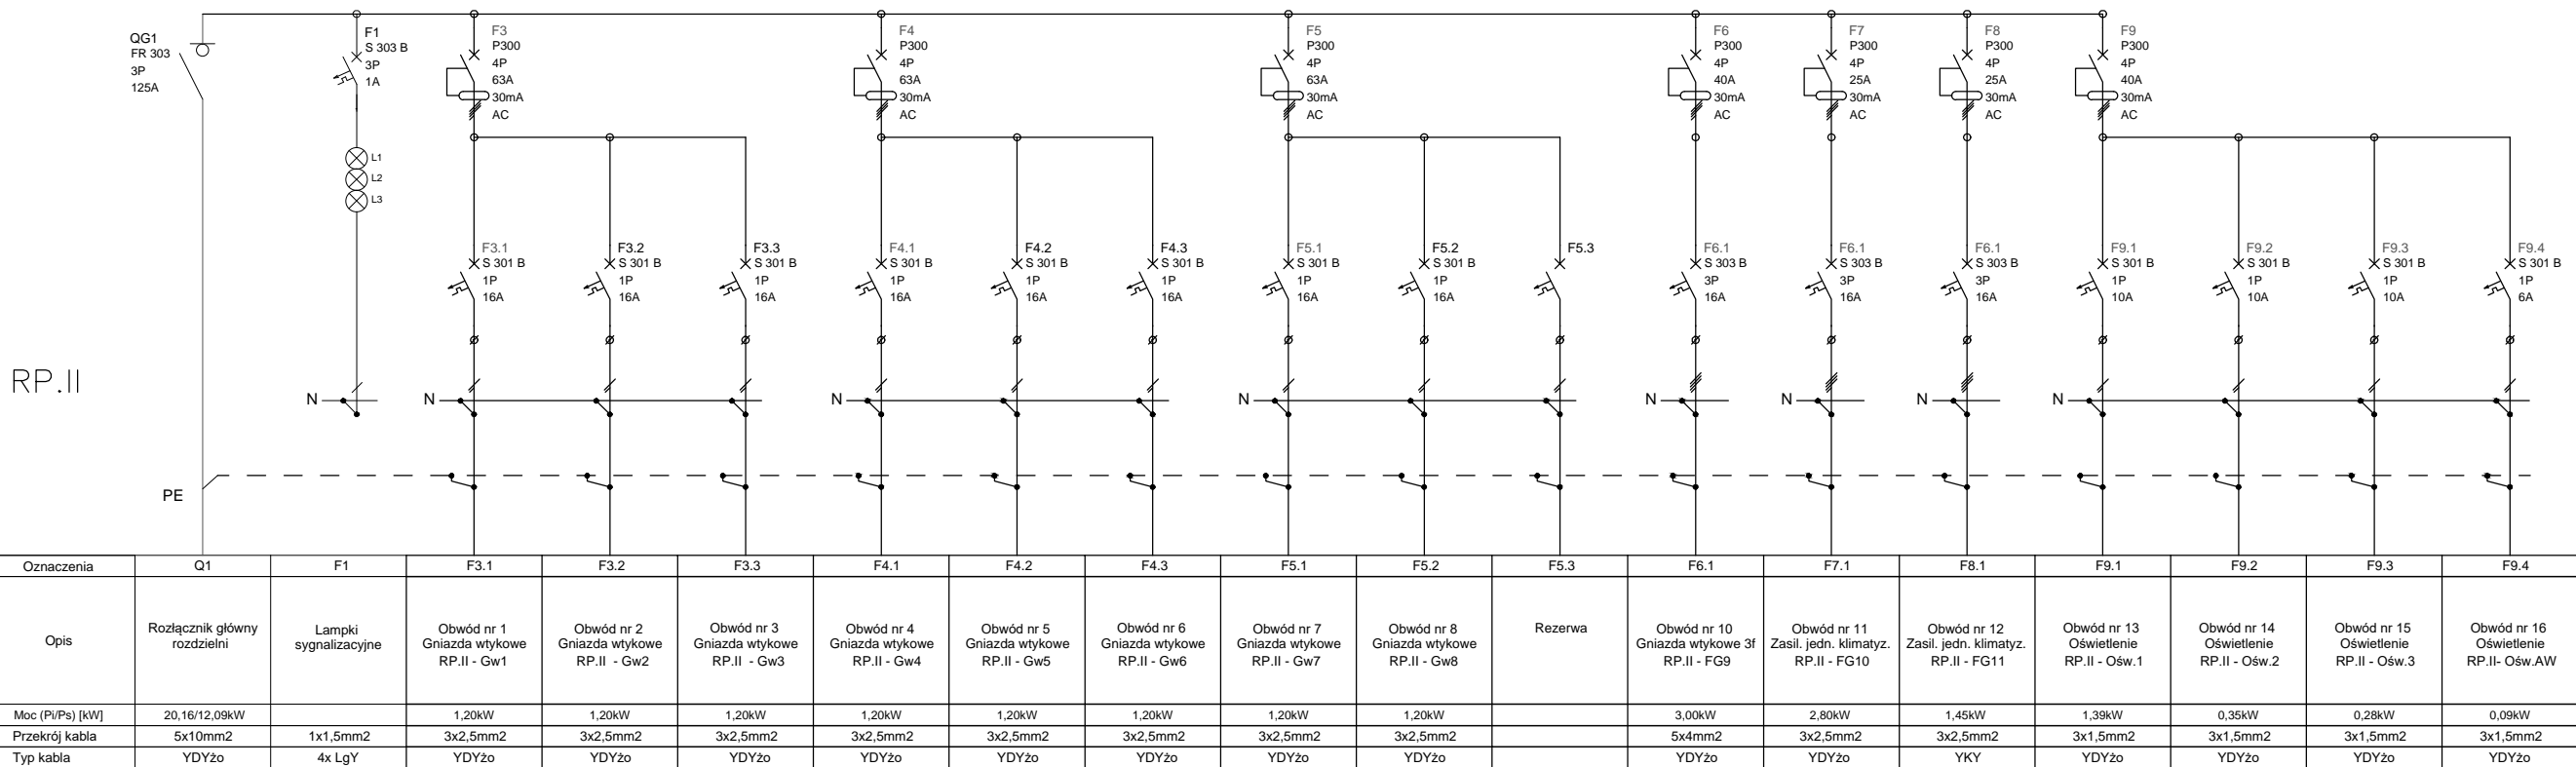 QG1
FR 303
3P
125A
F1
S 303 B
3P
1A
L1
L2
L3
F3
P300
4P
63A
30mA
AC
F4
P300
4P
63A
30mA
AC
F5
P300
4P
63A
30mA
AC
F6
P300
4P
40A
30mA
AC
F7
P300
4P
25A
30mA
AC
F8
P300
4P
25A
30mA
AC
F9
P300
4P
40A
30mA
AC
F3.1
S 301 B
1P
16A
F3.2
S 301 B
1P
16A
F3.3
S 301 B
1P
16A
F4.1
S 301 B
1P
16A
F4.2
S 301 B
1P
16A
F4.3
S 301 B
1P
16A
F5.1
S 301 B
1P
16A
F5.2
S 301 B
1P
16A
F5.3
F6.1
S 303 B
3P
16A
F6.1
S 303 B
3P
16A
F6.1
S 303 B
3P
16A
F9.1
S 301 B
1P
10A
F9.2
S 301 B
1P
10A
F9.3
S 301 B
1P
10A
F9.4
S 301 B
1P
6A
RP.II
N
N
N
N
N
N
N
N
PE
Oznaczenia Q1 F1 F3.1 F3.2 F3.3 F4.1 F4.2 F4.3 F5.1 F5.2 F5.3 F6.1 F7.1 F8.1 F9.1 F9.2 F9.3 F9.4
Opis
Rozłącznik główny
rozdzielni
Lampki
sygnalizacyjne
Obwód nr 1
Gniazda wtykowe
RP.II - Gw1
Obwód nr 2
Gniazda wtykowe
RP.II - Gw2
Obwód nr 3
Gniazda wtykowe
RP.II - Gw3
Obwód nr 4
Gniazda wtykowe
RP.II - Gw4
Obwód nr 5
Gniazda wtykowe
RP.II - Gw5
Obwód nr 6
Gniazda wtykowe
RP.II - Gw6
Obwód nr 7
Gniazda wtykowe
RP.II - Gw7
Obwód nr 8
Gniazda wtykowe
RP.II - Gw8
Rezerwa
Obwód nr 10
Gniazda wtykowe 3f
RP.II - FG9
Obwód nr 11
Zasil. jedn. klimatyz.
RP.II - FG10
Obwód nr 12
Zasil. jedn. klimatyz.
RP.II - FG11
Obwód nr 13
Oświetlenie
RP.II - Ośw.1
Obwód nr 14
Oświetlenie
RP.II - Ośw.2
Obwód nr 15
Oświetlenie
RP.II - Ośw.3
Obwód nr 16
Oświetlenie
RP.II- Ośw.AW
Moc (Pi/Ps) [kW] 20,16/12,09kW 1,20kW 1,20kW 1,20kW 1,20kW 1,20kW 1,20kW 1,20kW 1,20kW 3,00kW 2,80kW 1,45kW 1,39kW 0,35kW 0,28kW 0,09kW
Przekrój kabla 5x10mm2 1x1,5mm2 3x2,5mm2 3x2,5mm2 3x2,5mm2 3x2,5mm2 3x2,5mm2 3x2,5mm2 3x2,5mm2 3x2,5mm2 5x4mm2 3x2,5mm2 3x2,5mm2 3x1,5mm2 3x1,5mm2 3x1,5mm2 3x1,5mm2
Typ kabla YDYżo 4x LgY YDYżo YDYżo YDYżo YDYżo YDYżo YDYżo YDYżo YDYżo YDYżo YDYżo YKY YDYżo YDYżo YDYżo YDYżo